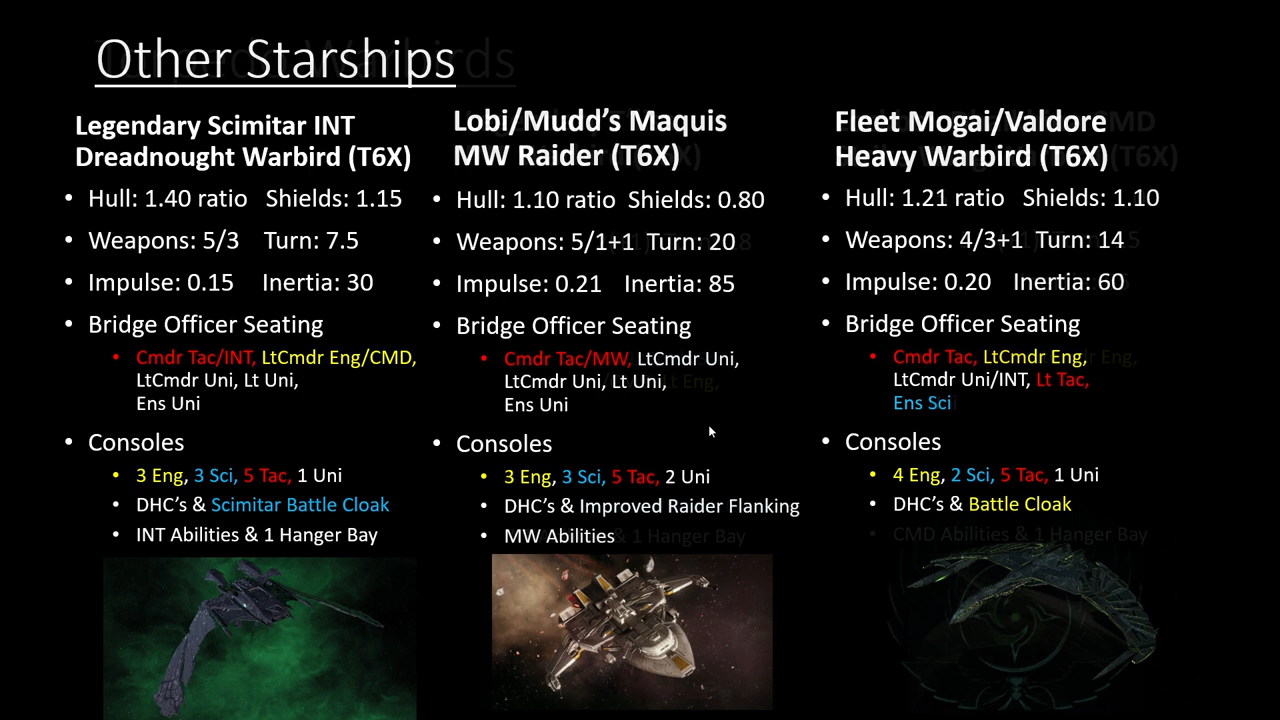 Other Starships
Legendary Scimitar INT
Dreadnought Warbird (T6X)
• Hull: 1.40 ratio Shields: 1.15
• Weapons: 5/3 Turn: 7.5
• Impulse: 0.15 Inertia: 30
• Bridge Officer Seating
• Cmdr Tac/INT, LtCmdr Eng/CMD,
LtCmdr Uni, Lt Uni,
Ens Uni
• Consoles
• 3 Eng, 3 Sci, 5 Tac, 1 Uni
• DHC's & Scimitar Battle Cloak
• INT Abilities & 1 Hanger Bay
Lobi/Mudd's Maquis
MW Raider (T6X)
• Hull: 1.10 ratio Shields: 0.80
• Weapons: 5/1+1 Turn: 20
• Impulse: 0.21 Inertia: 85
• Bridge Officer Seating
• Cmdr Tac/MW, LtCmdr Uni,
LtCmdr Uni, Lt Uni,
Ens Uni
• Consoles
• 3 Eng, 3 Sci, 5 Tac, 2 Uni
• DHC's & Improved Raider Flanking
• MW Abilities & 1 Hanger Bay
Fleet Mogai/Valdore
Heavy Warbird (T6X)
• Hull: 1.21 ratio Shields: 1.10
• Weapons: 4/3+1 Turn: 14
• Impulse: 0.20 Inertia: 60
• Bridge Officer Seating
• Cmdr Tac, LtCmdr Eng,
LtCmdr Uni/INT, Lt Tac,
Ens Sci
• Consoles
• 4 Eng, 2 Sci, 5 Tac, 1 Uni
• DHC's & Battle Cloak
• CMD Abilities & 1 Hanger Bay